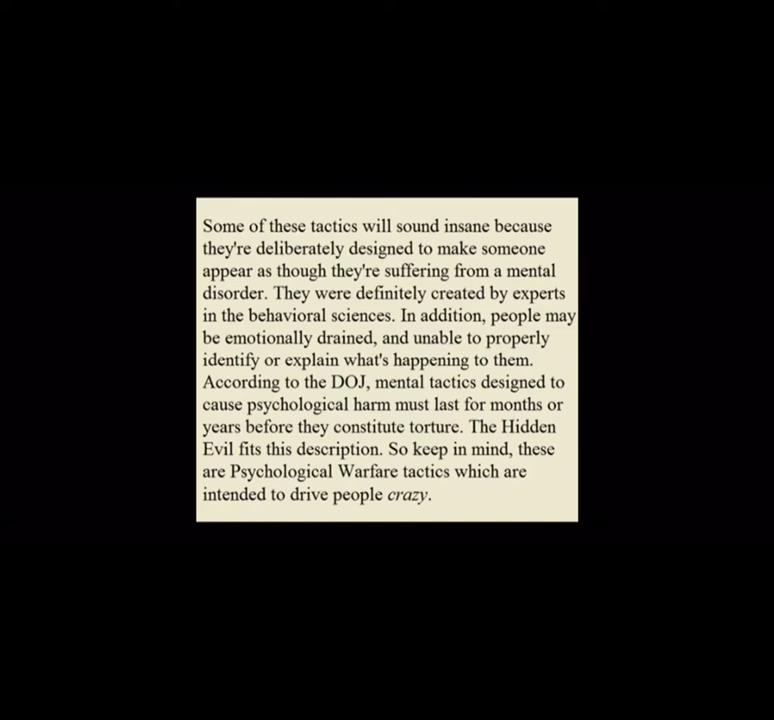 Some of these tactics will sound insane because
they're deliberately designed to make someone
appear as though they're suffering from a mental
disorder. They were definitely created by experts
in the behavioral sciences. In addition, people may
be emotionally drained, and unable to properly
identify or explain what's happening to them.
According to the DOJ, mental tactics designed to
cause psychological harm must last for months or
years before they constitute torture. The Hidden
Evil fits this description. So keep in mind, these
are Psychological Warfare tactics which are
intended to drive people crazy.